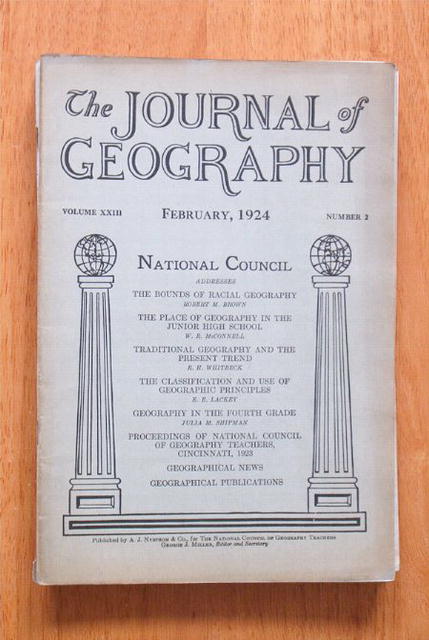 The JOURNAL of
GEOGRAPHY
VOLUME XXIII FEBRUARY, 1924 NUMBER 2
NATIONAL COUNCIL
ADDRESSES
THE BOUNDS OF RACIAL GEOGRAPHY
ROBERT M. BROWN
THE PLACE OF GEOGRAPHY IN THE
JUNIOR HIGH SCHOOL
W. R. McCONNELL
TRADITIONAL GEOGRAPHY AND THE
PRESENT TREND
R. H. WHITBECK
THE CLASSIFICATION AND USE OF
GEOGRAPHIC PRINCIPLES
E. E. LACKEY
GEOGRAPHY IN THE FOURTH GRADE
JULIA M. SHIPMAN
PROCEEDINGS OF NATIONAL COUNCIL
OF GEOGRAPHY TEACHERS,
CINCINNATI, 1923
GEOGRAPHICAL NEWS
GEOGRAPHICAL PUBLICATIONS
Published by A. J. NYSTROM & CO., for THE NATIONAL COUNCIL OF GEOGRAPHY TEACHERS
GEORGE J. MILLER, Editor and Secretary